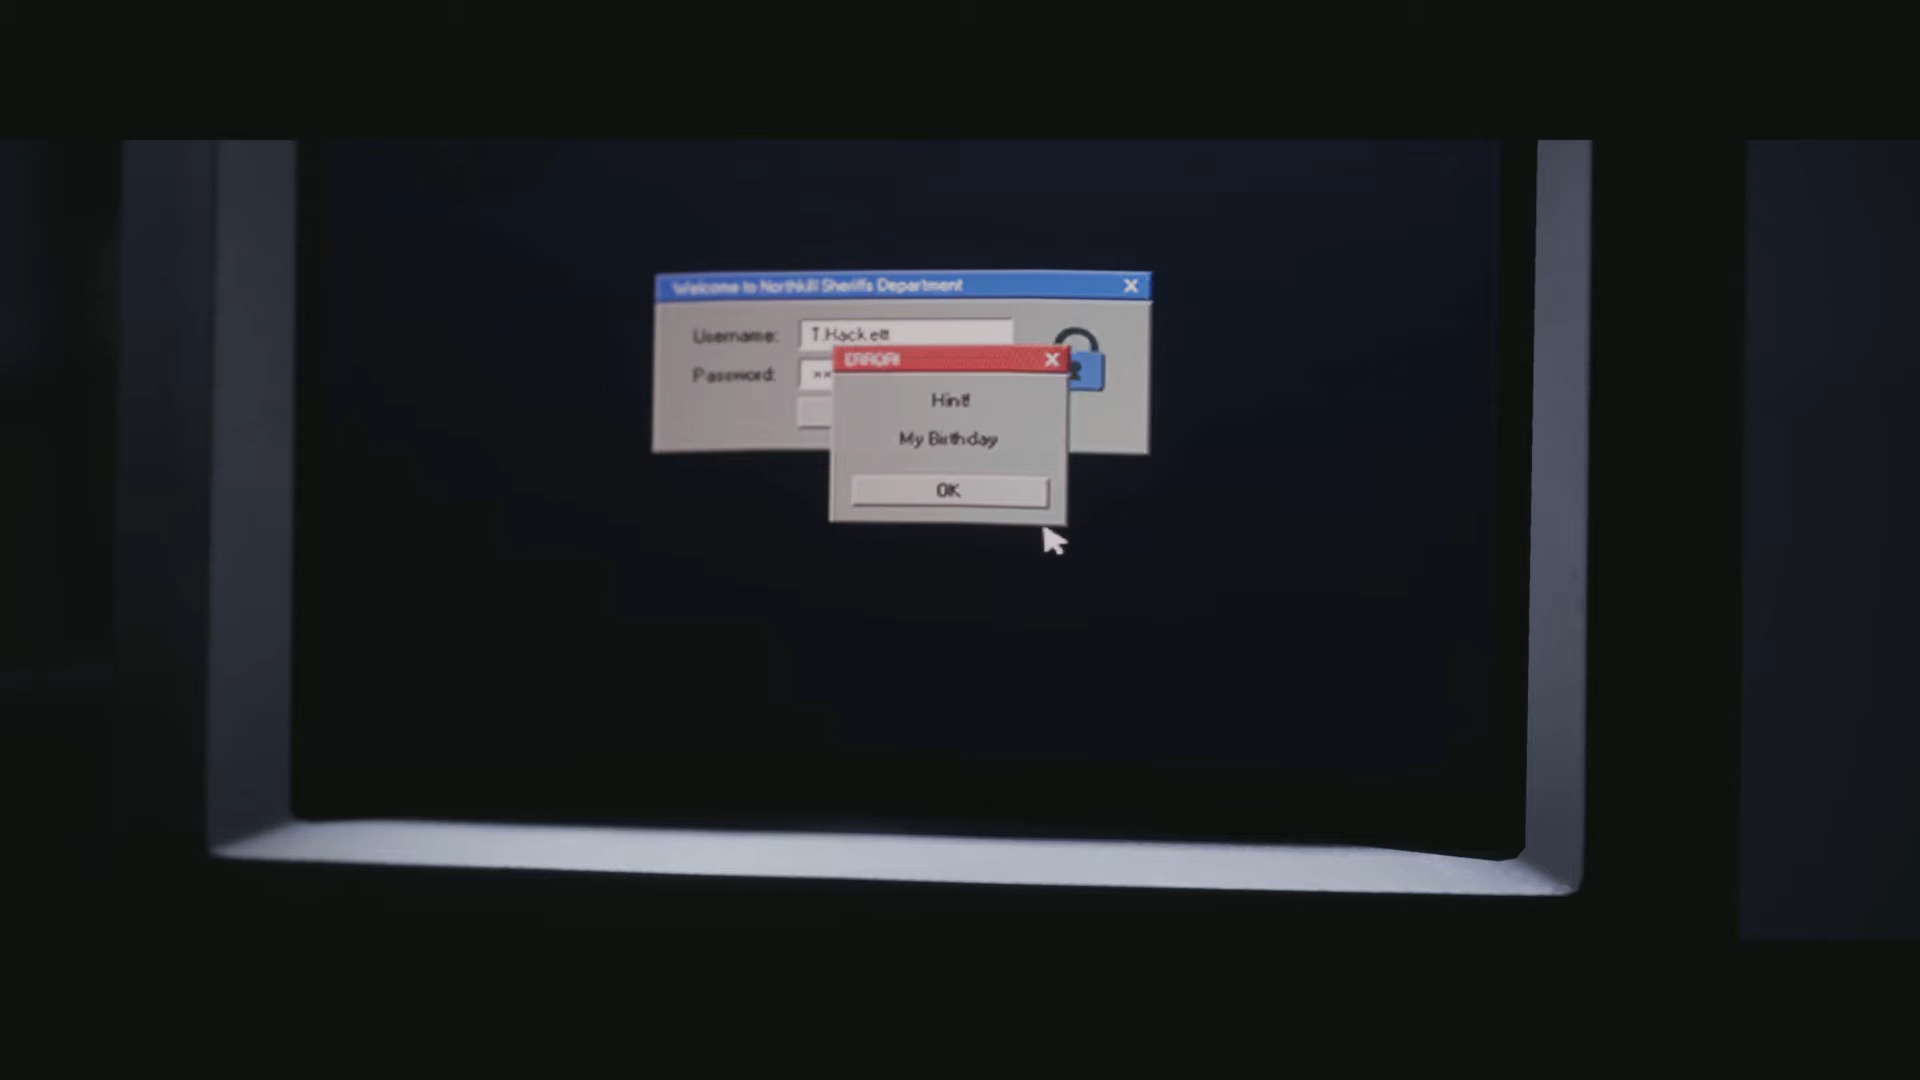 Welcome to Northkill Sheriffs Department X
Username: T.Hackett
Password: ××
ERROR! X
Hint!
My Birthday
OK